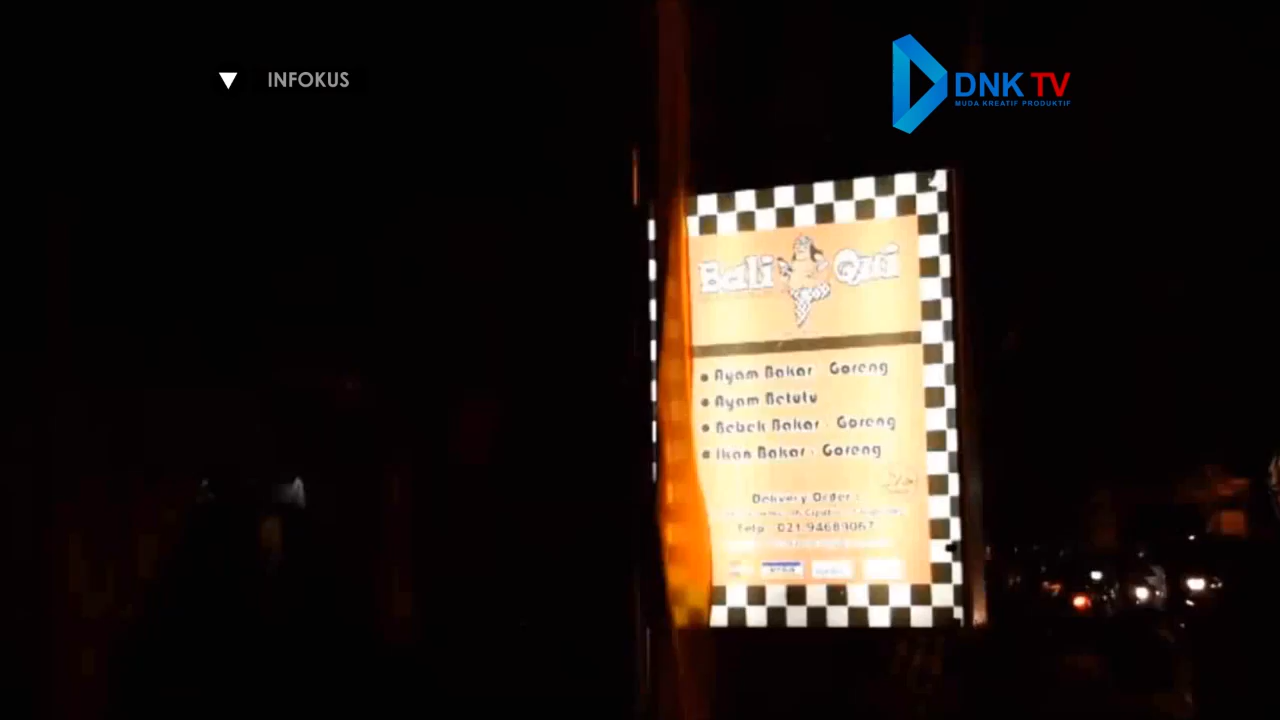 INFOKUS
DNK TV
MUDA KREATIF PRODUKTIF
Bali Qui
Ayam Bakar - Goreng
Ayam Betutu
Bebek Bakar - Goreng
Ikan Bakar - Goreng
Delivery Order :
Telp : 021.94689067